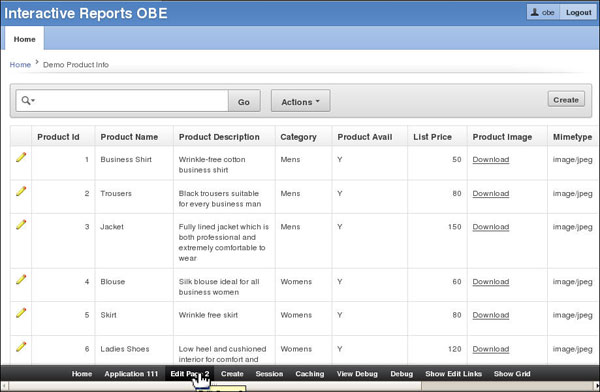 Interactive Reports OBE
obe Logout
Home
Home > Demo Product Info
Go Actions Create
Product Id Product Name Product Description Category Product Avail List Price Product Image Mimetype
1 Business Shirt Wrinkle-free cotton Mens Y 50 Download image/jpeg
business shirt
2 Trousers Black trousers suitable Mens Y 80 Download image/jpeg
for every business man
3 Jacket Fully lined jacket which is Mens Y 150 Download image/jpeg
both professional and
extremely comfortable to
wear
4 Blouse Silk blouse ideal for all Womens Y 60 Download image/jpeg
business women
5 Skirt Wrinkle free skirt Womens Y 80 Download image/jpeg
6 Ladies Shoes Low heel and cushioned Womens Y 120 Download image/jpeg
interior for comfort and
Home Application 111 Edit Page 2 Create Session Caching View Debug Debug Show Edit Links Show Grid